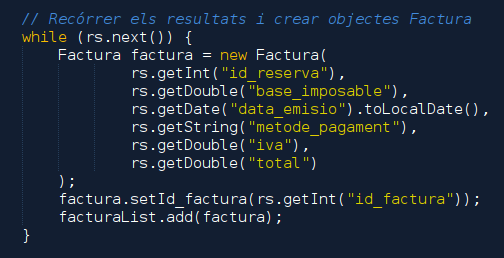 // Recórrer els resultats i crear objectes Factura
while (rs.next()) {
Factura factura = new Factura(
rs.getInt("id_reserva"),
rs.getDouble("base_imposable"),
rs.getDate("data_emisio").toLocalDate(),
rs.getString("metode_pagament"),
rs.getDouble("iva"),
rs.getDouble("total")
);
factura.setId_factura(rs.getInt("id_factura"));
facturaList.add(factura);
}